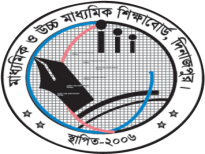 মাধ্যমিক ও উচ্চ মাধ্যমিক শিক্ষাবোর্ড, দিনাজপুর।
স্থাপিত-২০০৬